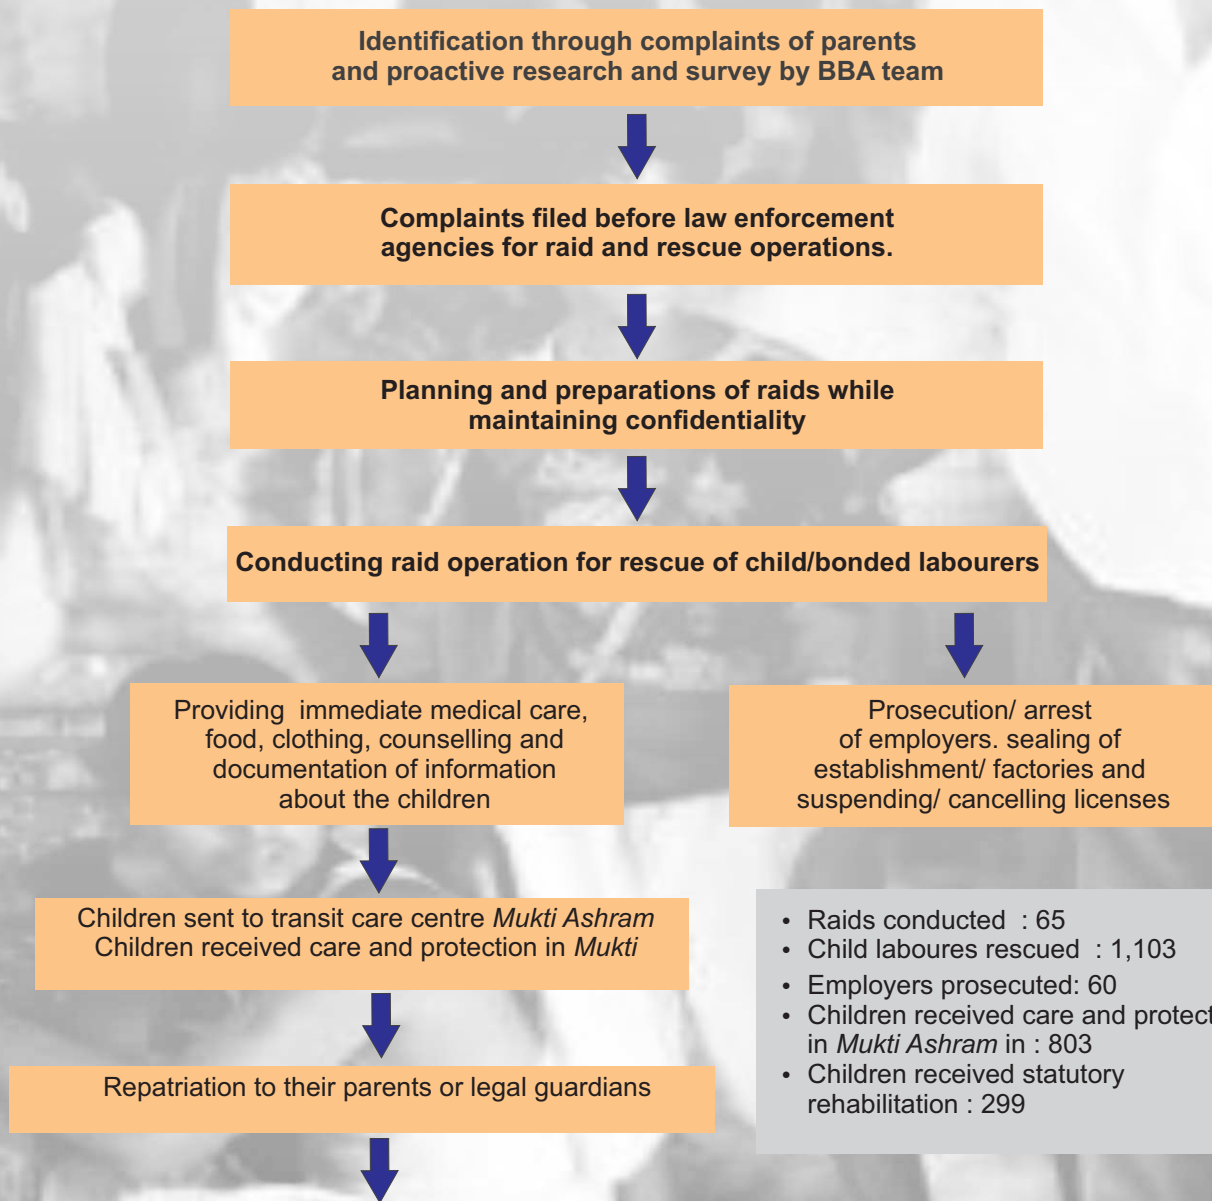 Identification through complaints of parents
and proactive research and survey by BBA team
Complaints filed before law enforcement
agencies for raid and rescue operations.
Planning and preparations of raids while
maintaining confidentiality
Conducting raid operation for rescue of child/bonded labourers
Providing immediate medical care,
food, clothing, counselling and
documentation of information
about the children
Prosecution/ arrest
of employers. sealing of
establishment/ factories and
suspending/ cancelling licenses
Children sent to transit care centre Mukti Ashram
Children received care and protection in Mukti
Repatriation to their parents or legal guardians
• Raids conducted : 65
• Child laboures rescued : 1,103
• Employers prosecuted: 60
• Children received care and protect
in Mukti Ashram in : 803
• Children received statutory
rehabilitation : 299